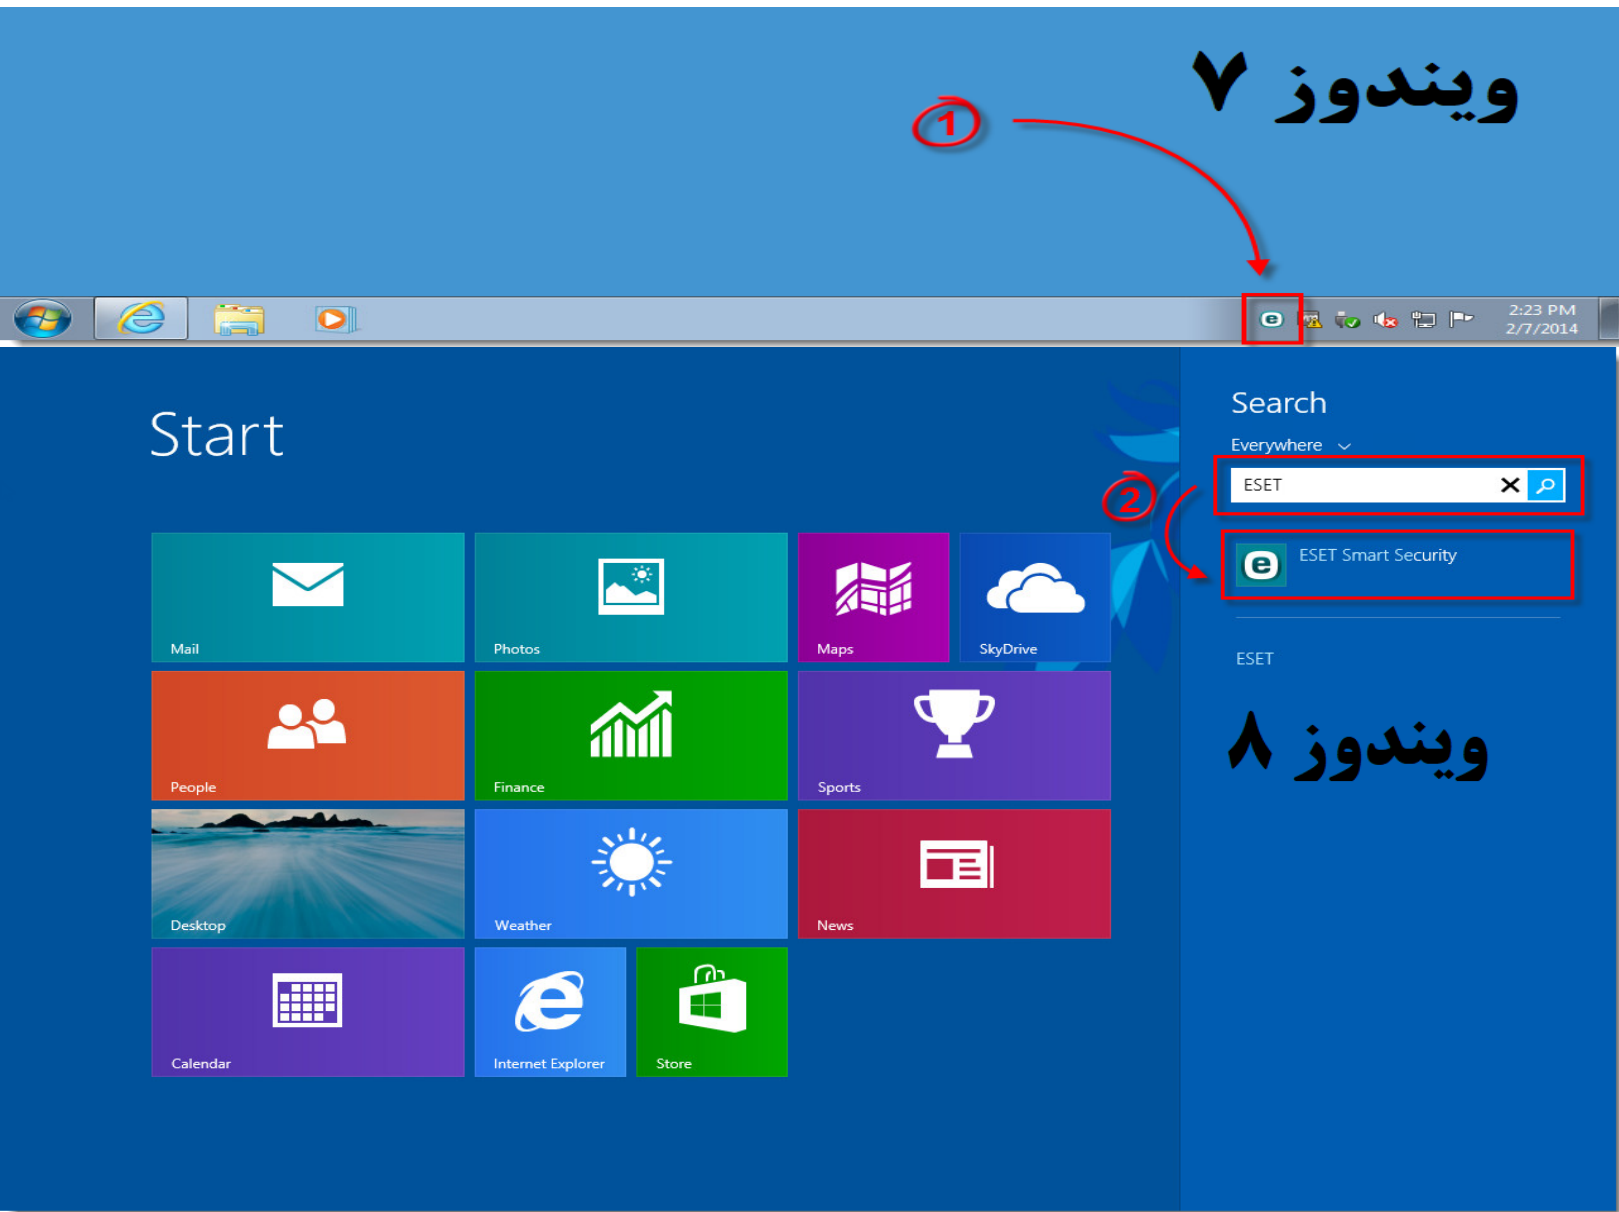 ویندوز ۷
1
2:23 PM
2/7/2014
Start
Search
Everywhere
ESET
2
ESET Smart Security
ESET
ویندوز ۸
Mail
Photos
Maps
SkyDrive
People
Finance
Sports
Desktop
Weather
News
Calendar
Internet Explorer
Store